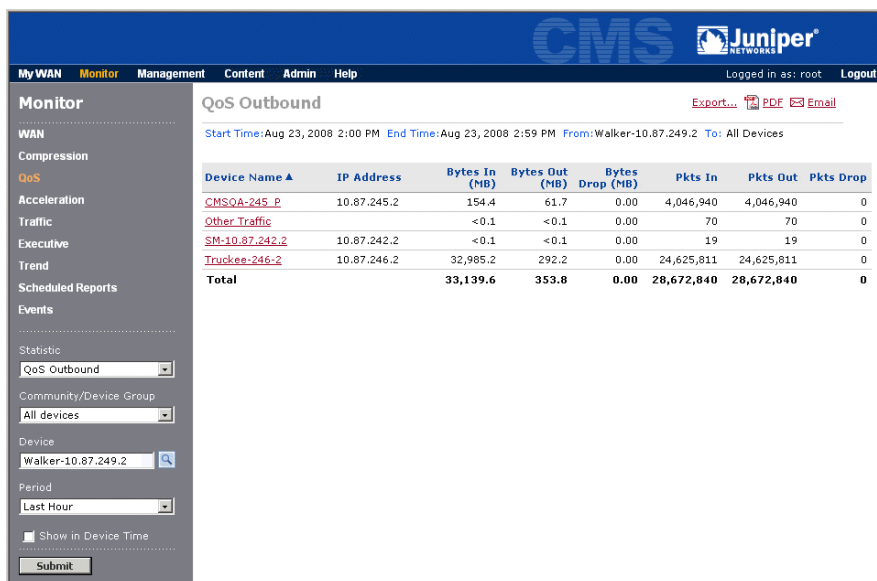 CMS
Juniper
NETWORKS
My WAN Monitor Management Content Admin Help Logged in as: root Logout
Monitor
WAN
Compression
QoS
Acceleration
Traffic
Executive
Trend
Scheduled Reports
Events
Statistic
QoS Outbound
Community/Device Group
All devices
Device
Walker-10.87.249.2
Period
Last Hour
Show in Device Time
Submit
QoS Outbound
Export... PDF Email
Start Time:Aug 23, 2008 2:00 PM End Time:Aug 23, 2008 2:59 PM From:Walker-10.87.249.2 To: All Devices
Device Name IP Address Bytes In (MB) Bytes Out (MB) Bytes Drop (MB) Pkts In Pkts Out Pkts Drop
CMSQA-245_P 10.87.245.2 154.4 61.7 0.00 4,046,940 4,046,940 0
Other Traffic <0.1 <0.1 0.00 70 70 0
SM-10.87.242.2 10.87.242.2 <0.1 <0.1 0.00 19 19 0
Truckee-246-2 10.87.246.2 32,985.2 292.2 0.00 24,625,811 24,625,811 0
Total 33,139.6 353.8 0.00 28,672,840 28,672,840 0